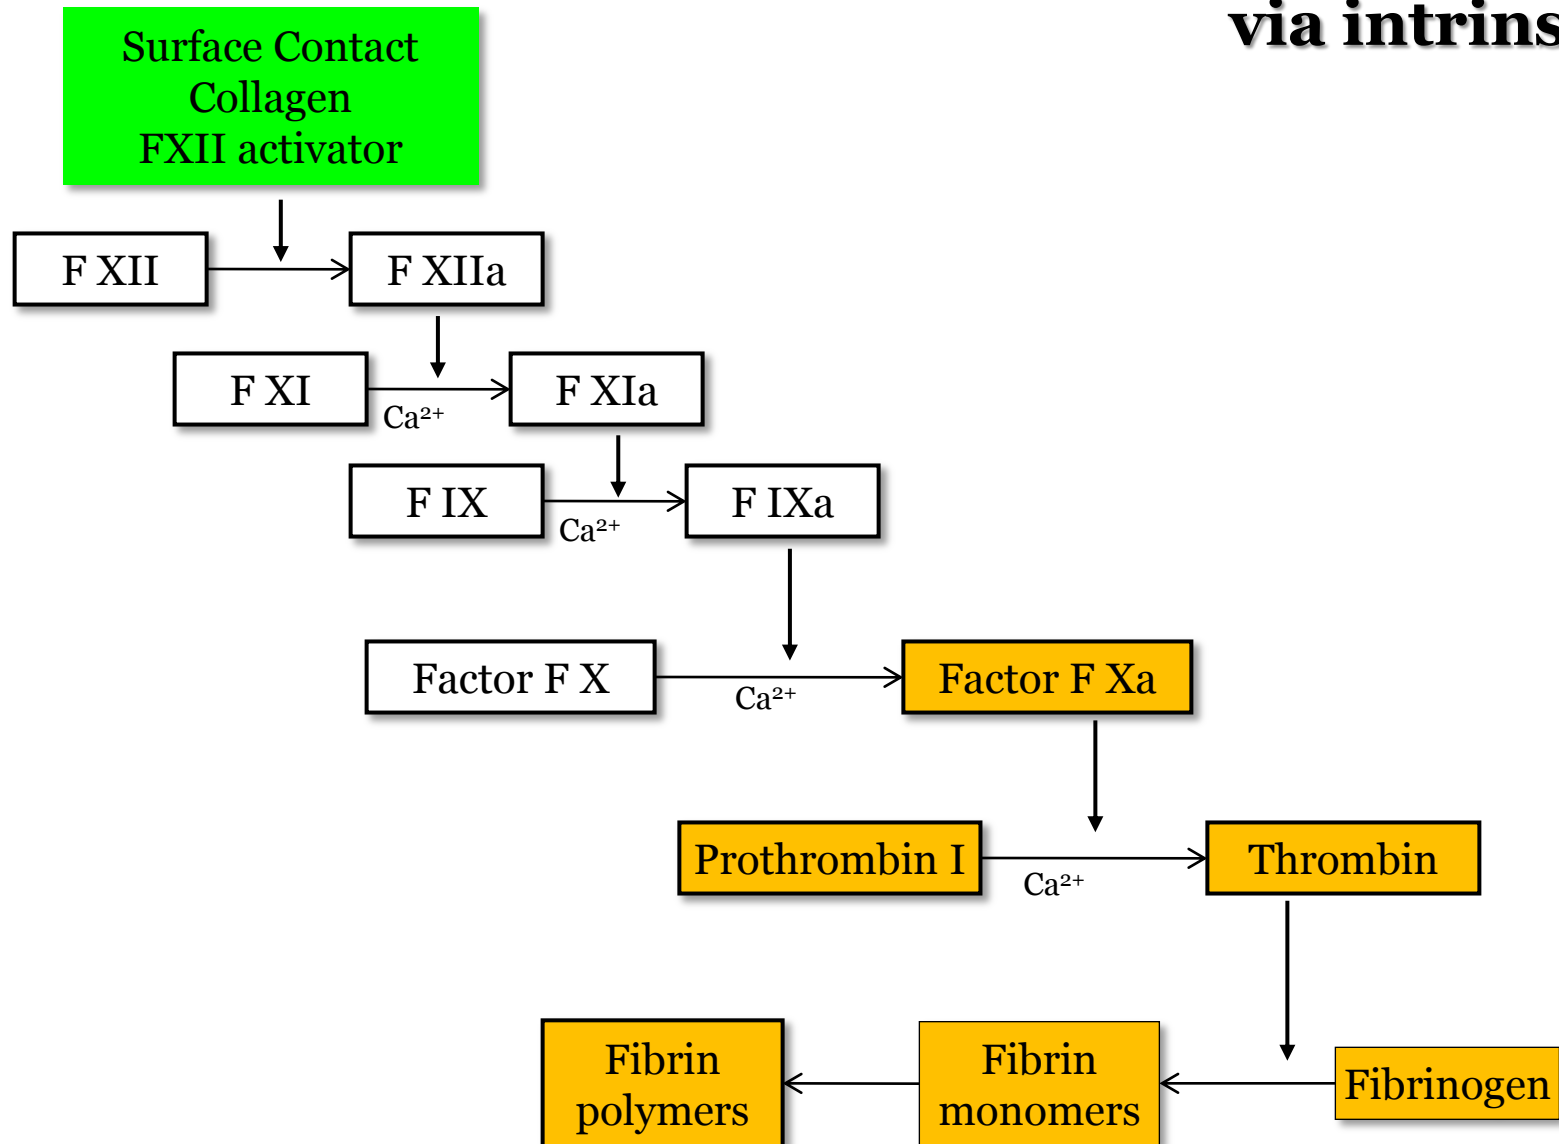 via intrins
Surface Contact
Collagen
FXII activator
F XII
F XIIa
F XI
Ca²⁺
F XIa
F IX
Ca²⁺
F IXa
Factor F X
Ca²⁺
Factor F Xa
Prothrombin I
Ca²⁺
Thrombin
Fibrin
polymers
Fibrin
monomers
Fibrinogen